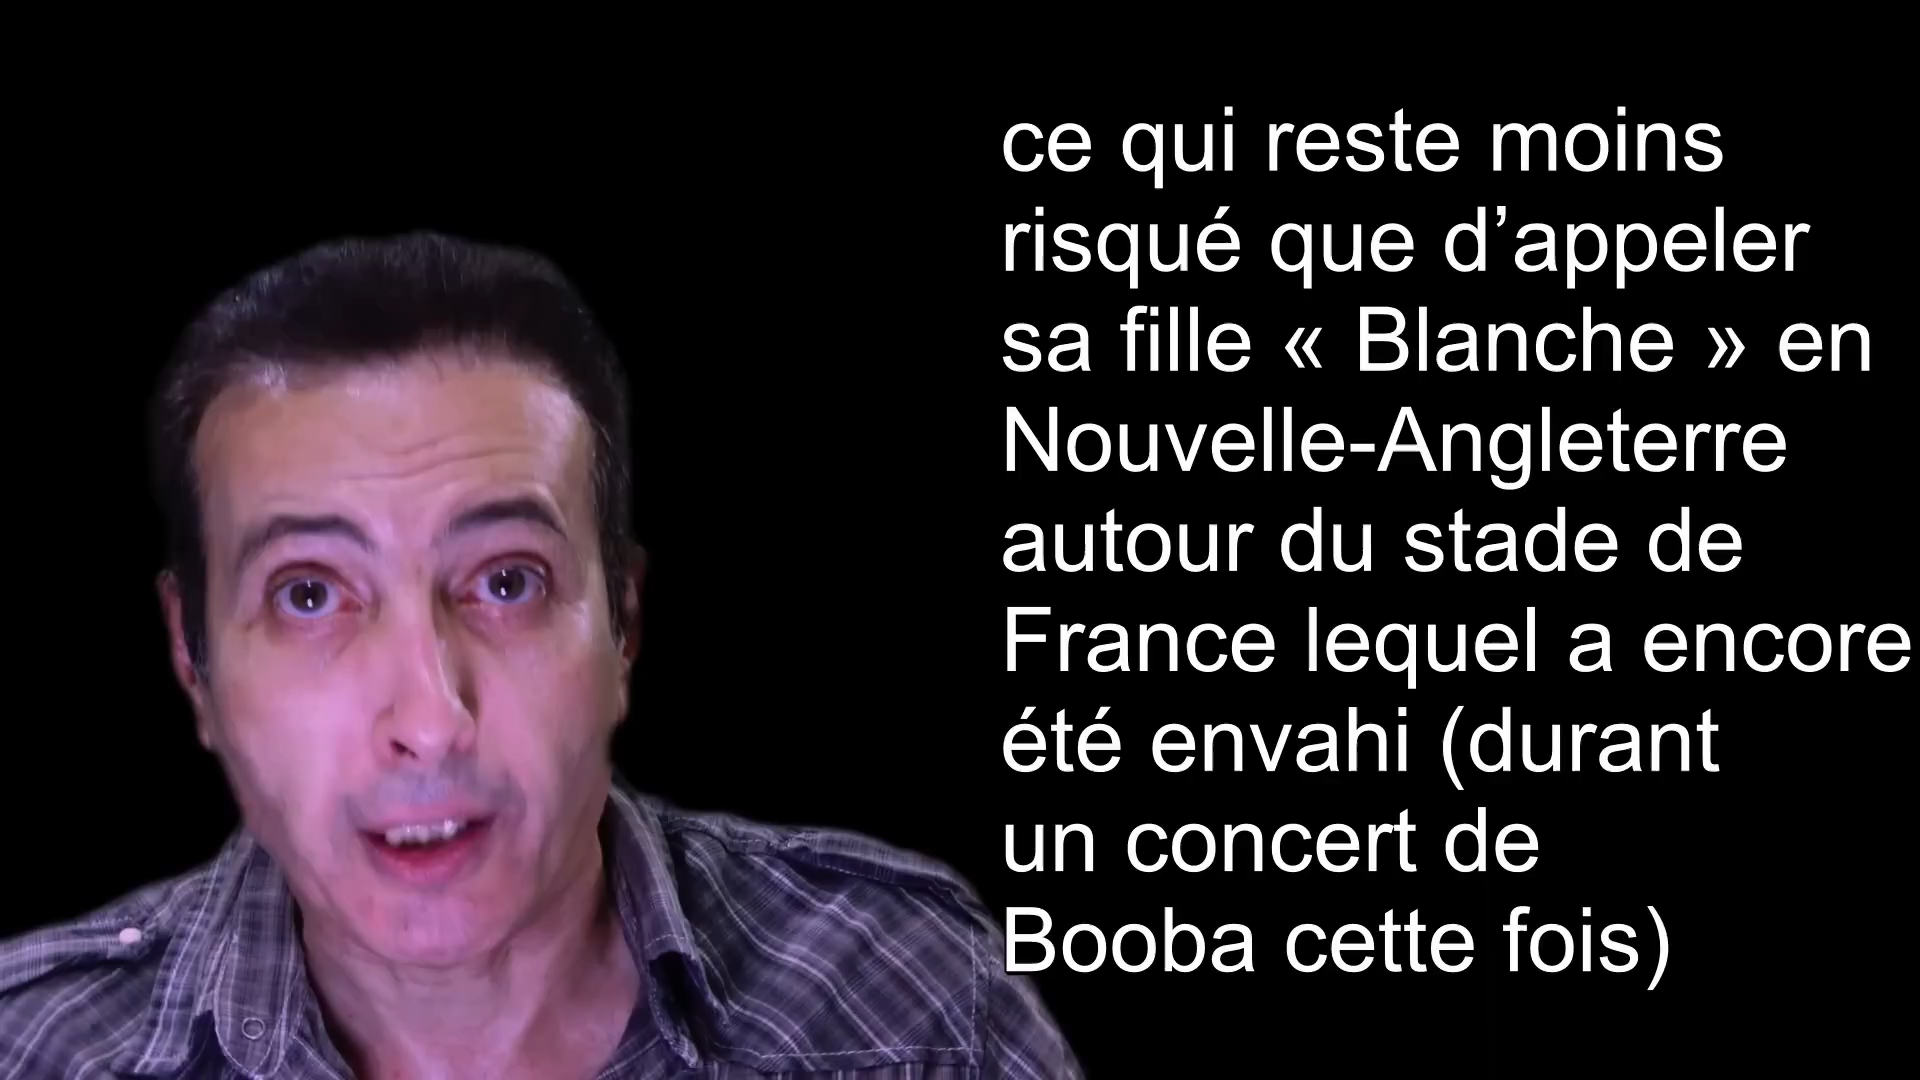 ce qui reste moins
risqué que d’appeler
sa fille « Blanche » en
Nouvelle-Angleterre
autour du stade de
France lequel a encore
été envahi (durant
un concert de
Booba cette fois)